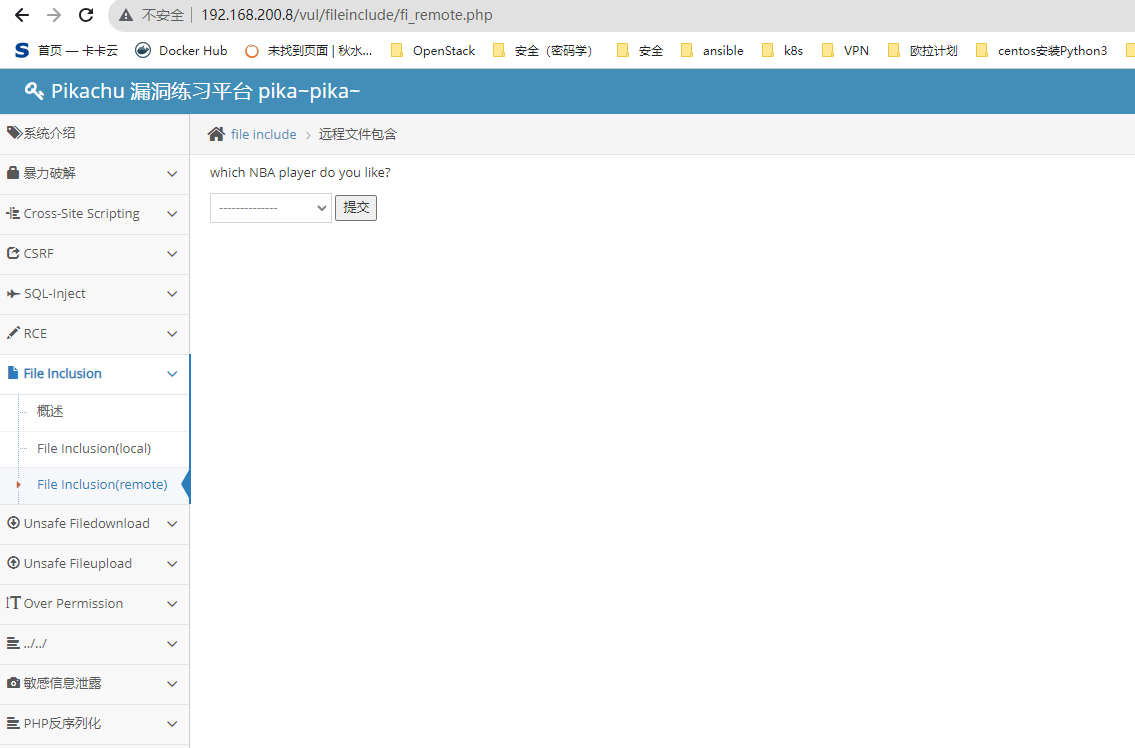 不安全 192.168.200.8/vul/fileinclude/fi_remote.php
首页 — 卡卡云 Docker Hub 未找到页面 | 秋水... OpenStack 安全（密码学） 安全 ansible k8s VPN 欧拉计划 centos安装Python3
Pikachu 漏洞练习平台 pika~pika~
系统介绍
file include 远程文件包含
which NBA player do you like?
-------------- 提交
暴力破解
Cross-Site Scripting
CSRF
SQL-Inject
RCE
File Inclusion
概述
File Inclusion(local)
File Inclusion(remote)
Unsafe Filedownload
Unsafe Fileupload
Over Permission
../../
敏感信息泄露
PHP反序列化